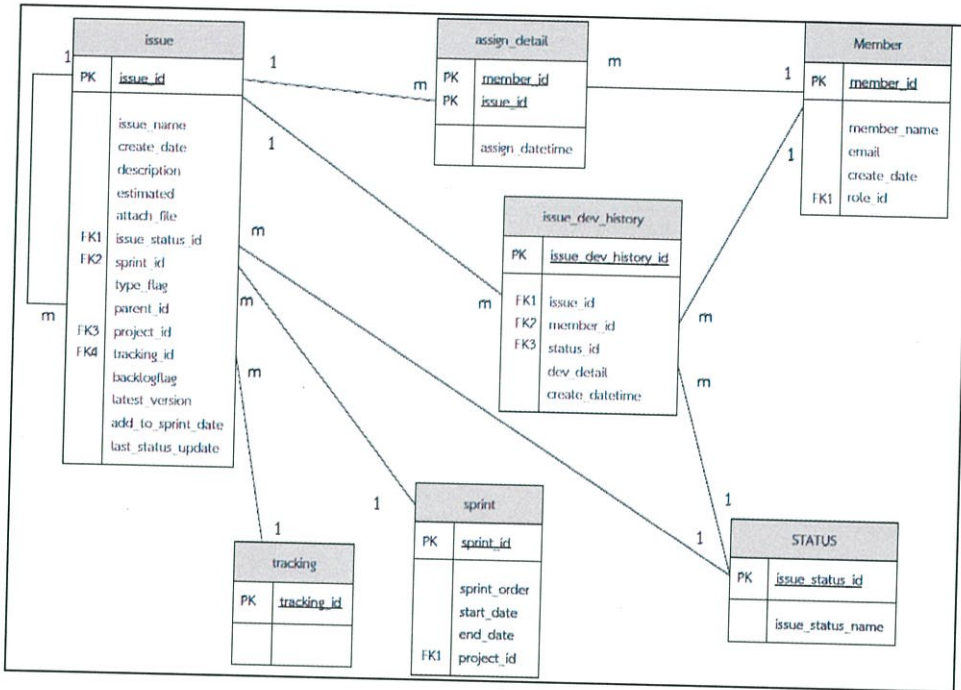 issue
1
PK issue_id
issue_name
create_date
description
estimated
attach_file
FK1 issue_status_id
FK2 sprint_id
type_flag
parent_id
FK3 project_id
FK4 tracking_id
backlogflag
latest_version
add_to_sprint_date
last_status_update
m
1
m
1
m
m
m
m
assign_detail
PK member_id
PK issue_id
assign_datetime
m
1
Member
PK member_id
member_name
email
create_date
FK1 role_id
1
issue_dev_history
PK issue_dev_history_id
FK1 issue_id
FK2 member_id
FK3 status_id
dev_detail
create_datetime
m
m
1
tracking
PK tracking_id
1
sprint
PK sprint_id
sprint_order
start_date
end_date
FK1 project_id
1
1
STATUS
PK issue_status_id
issue_status_name